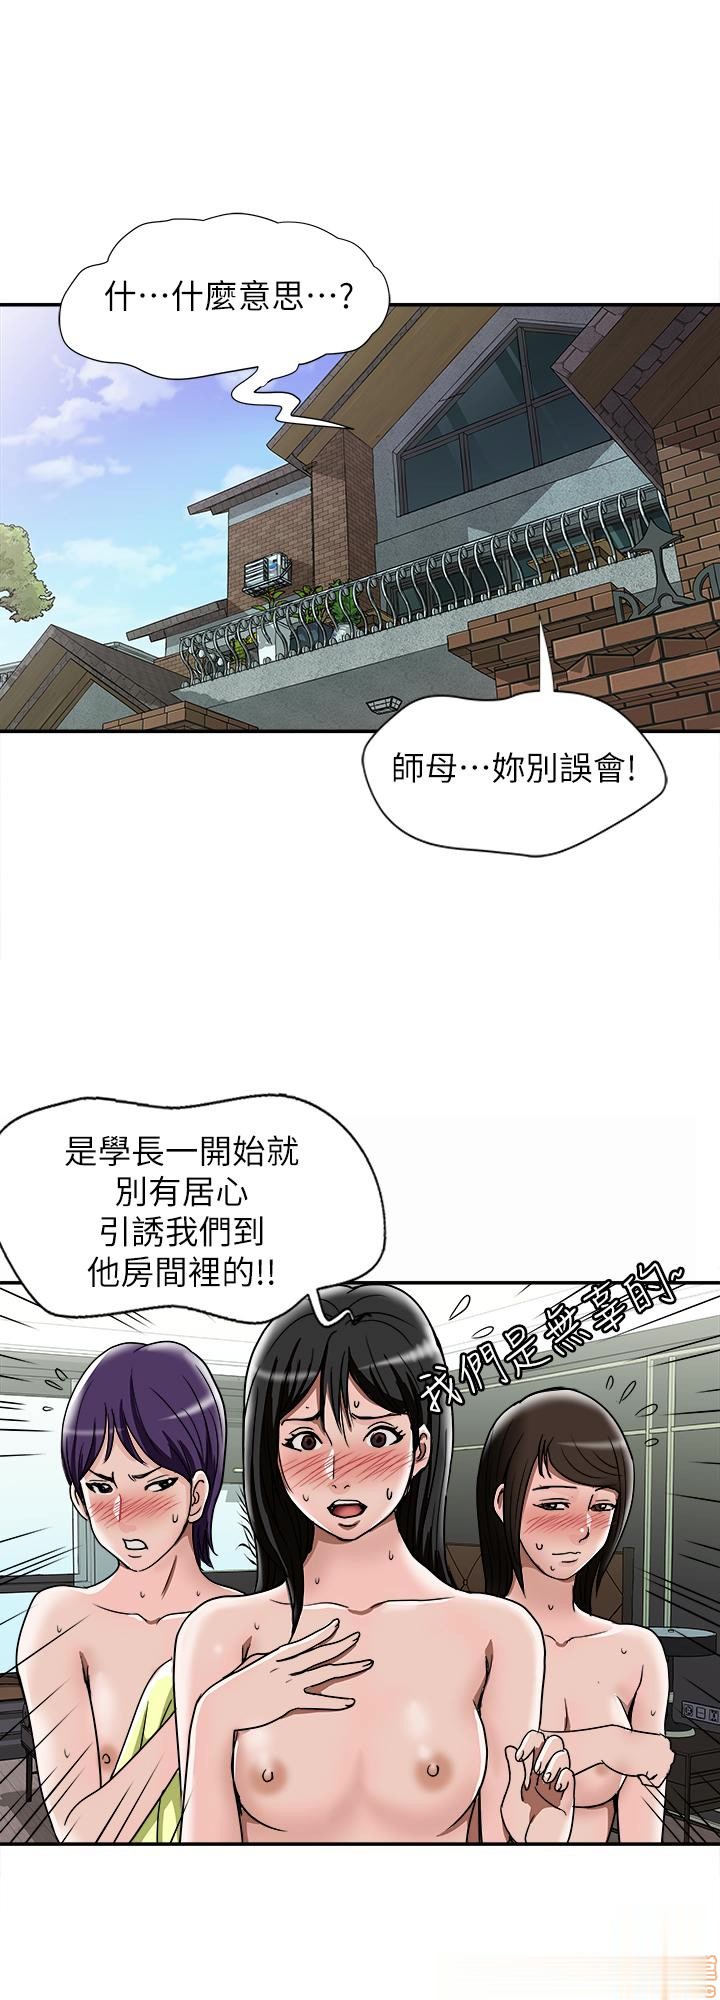 什…什麼意思…?
師母…妳別誤會!
是學長一開始就
別有居心
引誘我們到
他房間裡的!!
我們是無辜的~